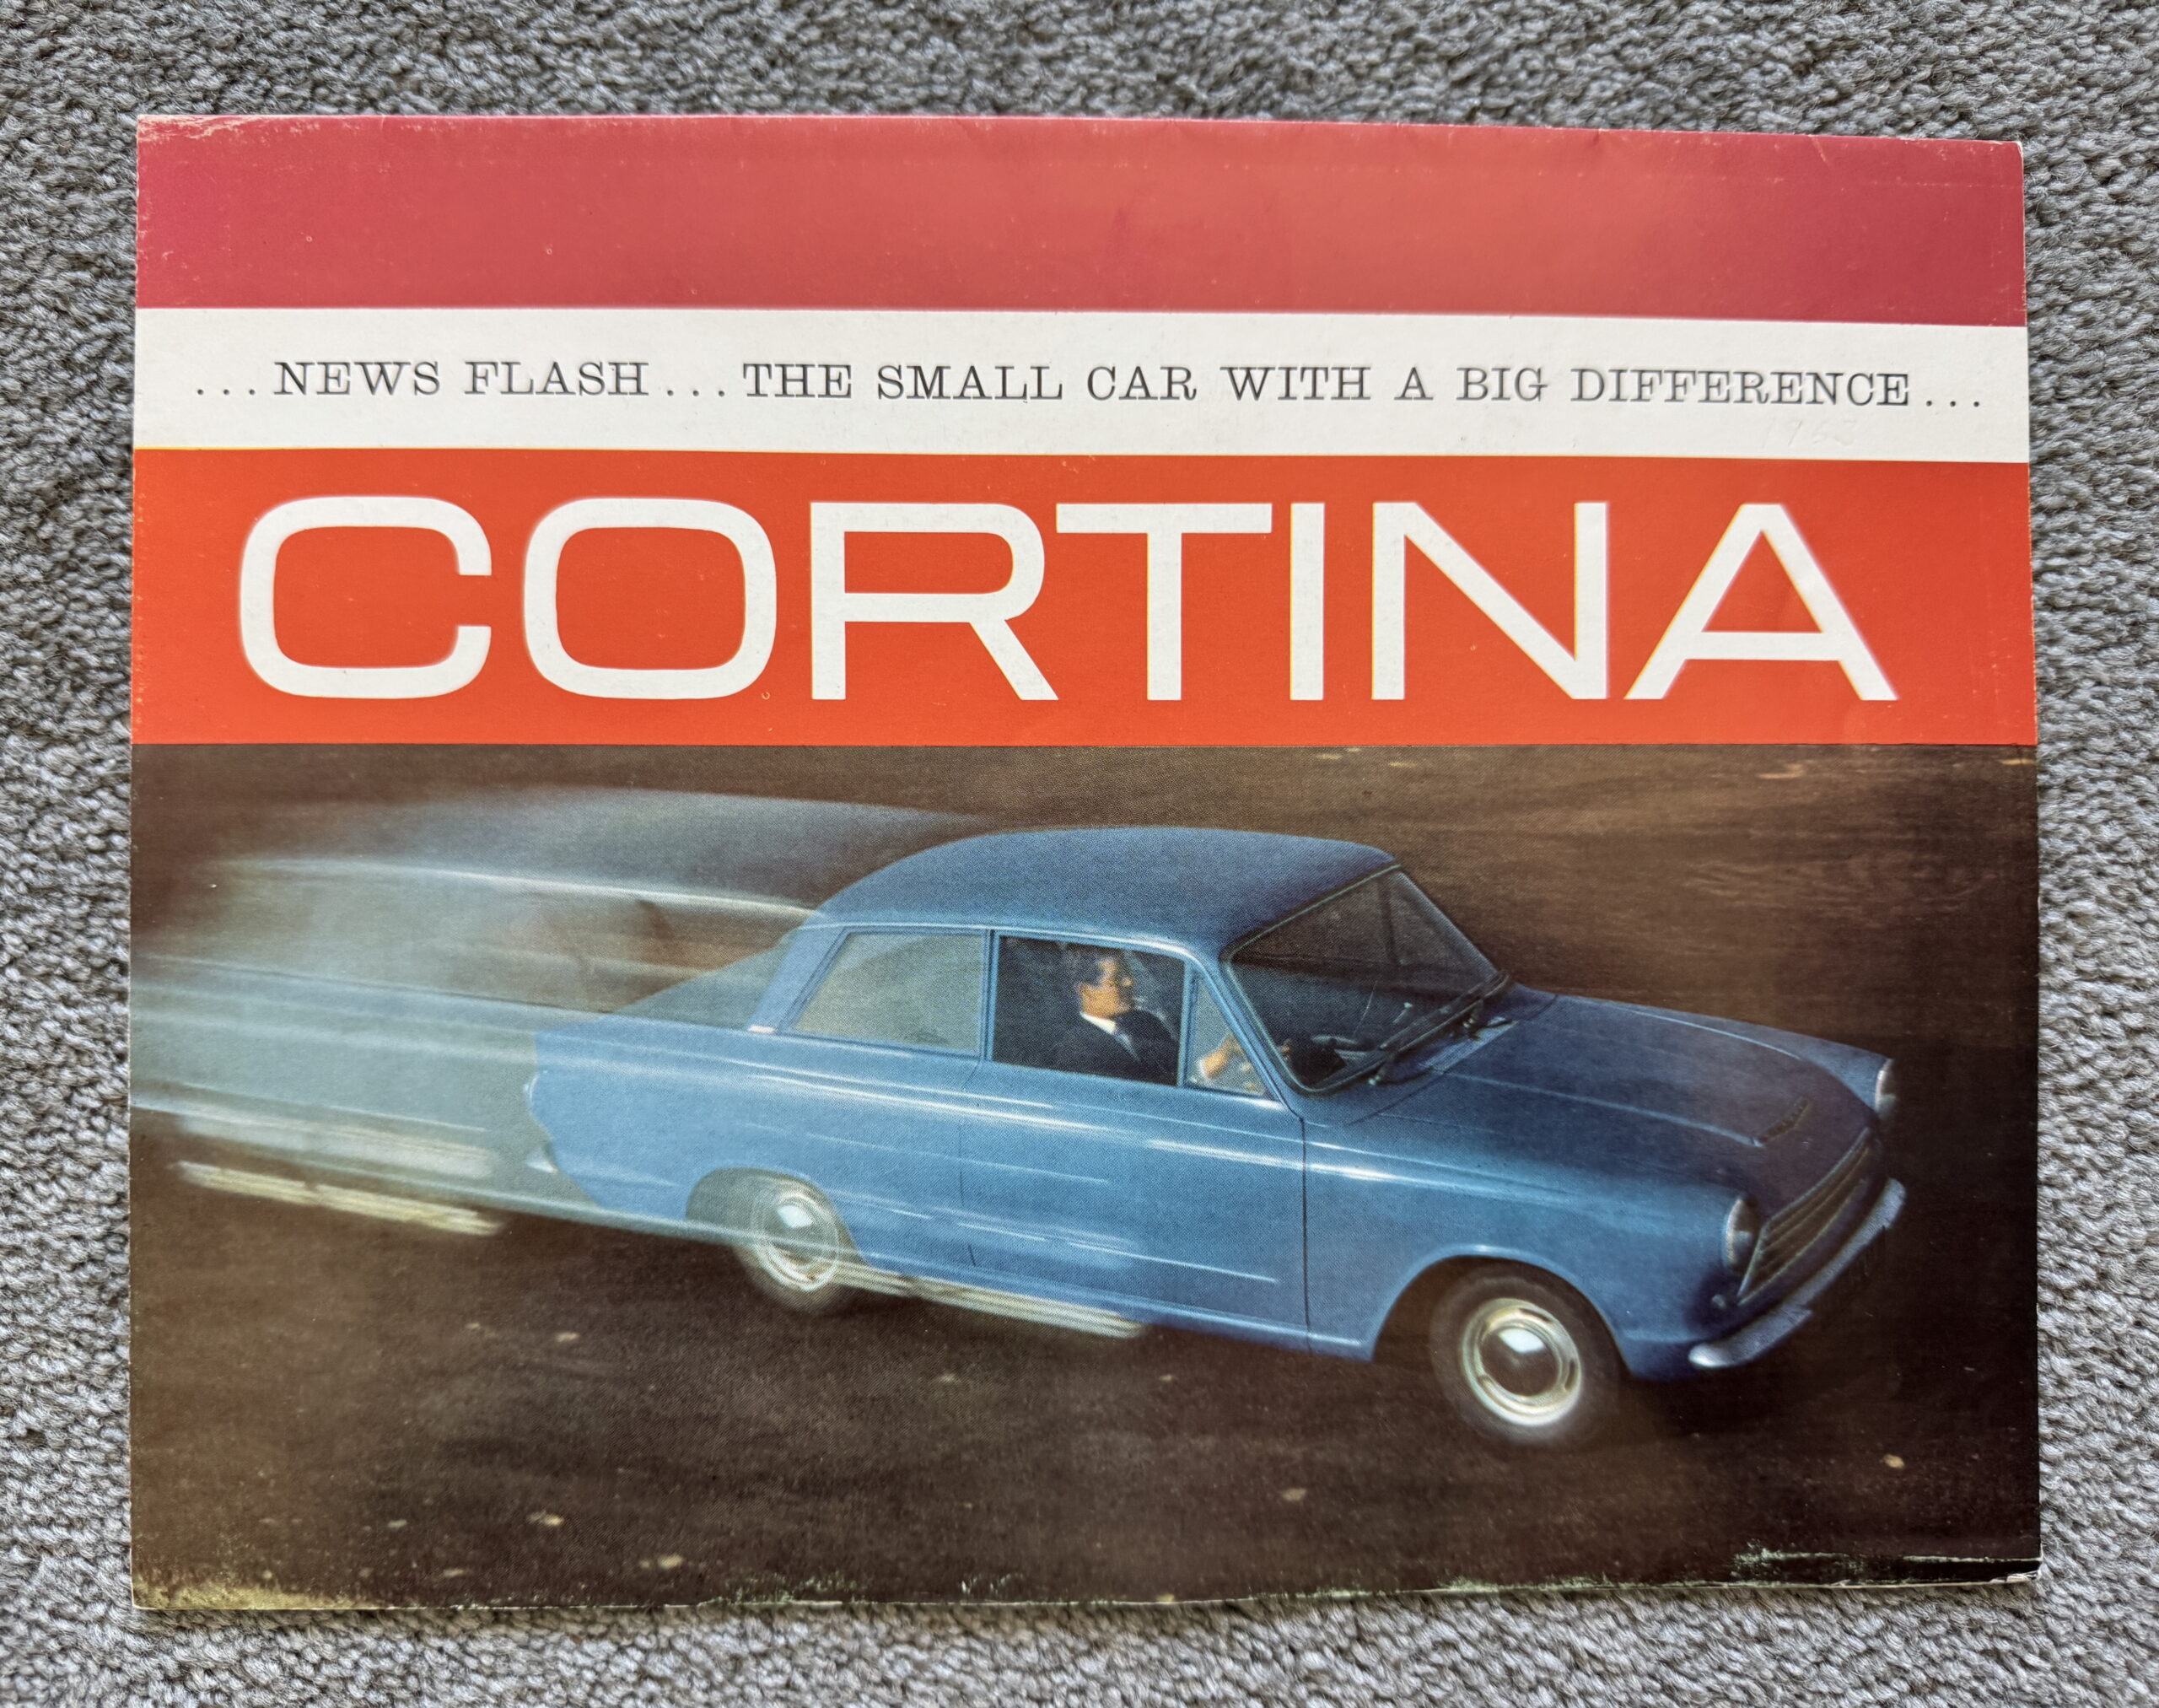 ...NEWS FLASH...THE SMALL CAR WITH A BIG DIFFERENCE...
CORTINA